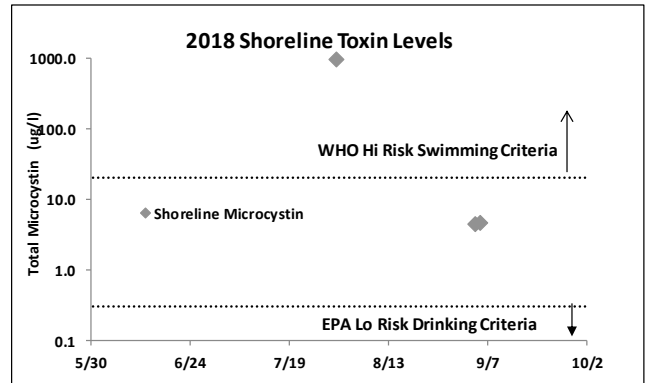 2018 Shoreline Toxin Levels
Total Microcystin (ug/l)
1000.0
100.0
10.0
1.0
0.1
WHO Hi Risk Swimming Criteria
Shoreline Microcystin
EPA Lo Risk Drinking Criteria
5/30 6/24 7/19 8/13 9/7 10/2